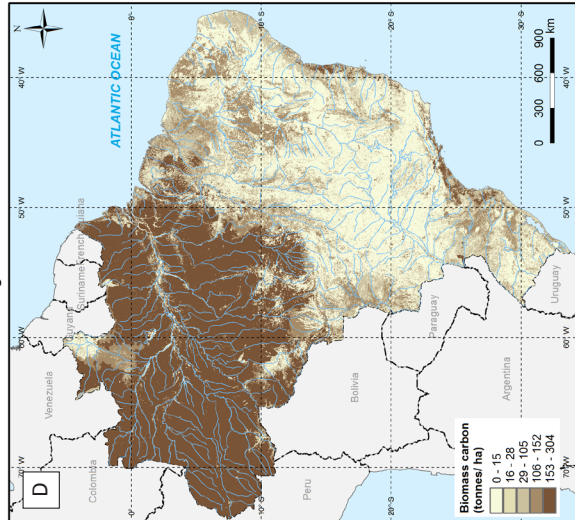 D
N
Venezuela
Guyana
Suriname
French Guiana
Colombia
ATLANTIC OCEAN
Peru
Bolivia
Paraguay
Argentina
Uruguay
0°
10°S
20°S
70°W
60°W
50°W
40°W
Biomass carbon
(tonnes/ ha)
0 - 15
16 - 28
29 - 105
106 - 152
153 - 304
0 300 600 900
km